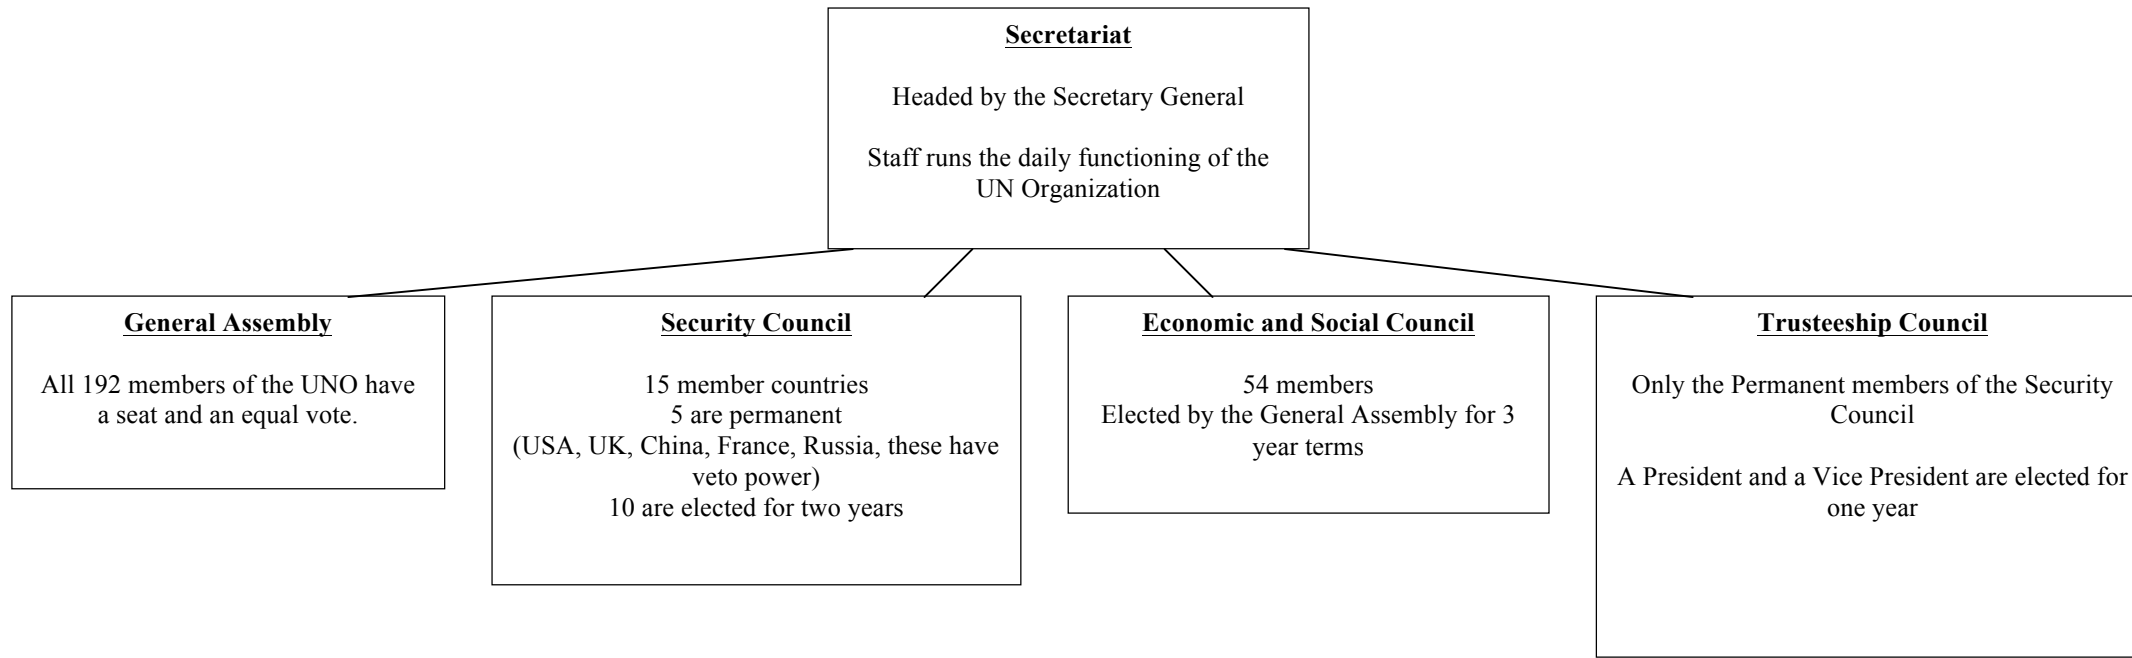 Secretariat
Headed by the Secretary General
Staff runs the daily functioning of the
UN Organization
General Assembly
All 192 members of the UNO have
a seat and an equal vote.
Security Council
15 member countries
5 are permanent
(USA, UK, China, France, Russia, these have
veto power)
10 are elected for two years
Economic and Social Council
54 members
Elected by the General Assembly for 3
year terms
Trusteeship Council
Only the Permanent members of the Security
Council
A President and a Vice President are elected for
one year